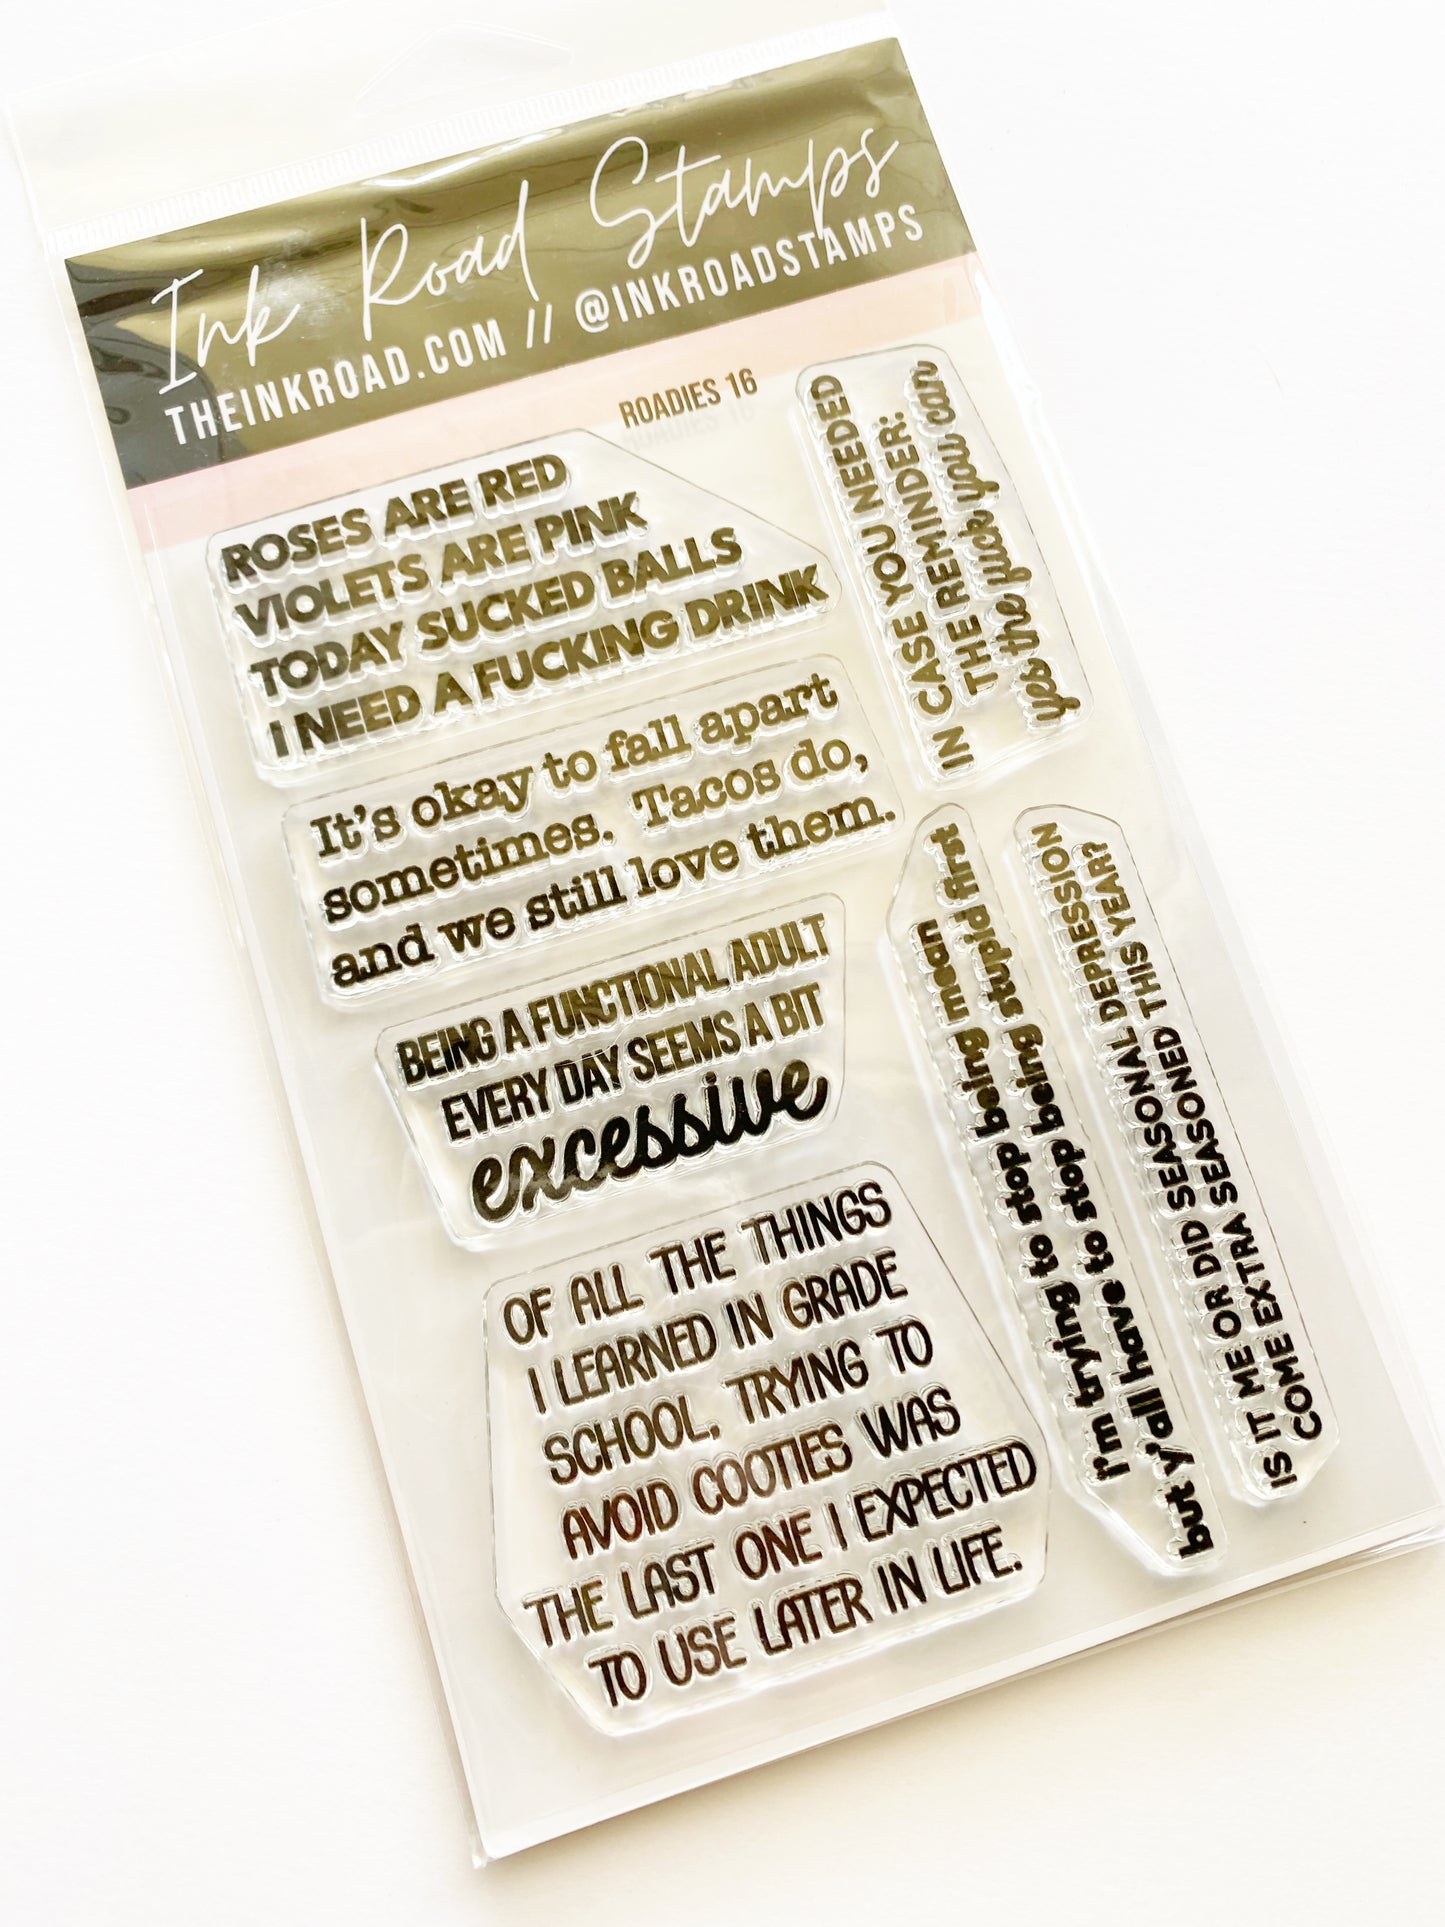 Ink Road Stamps
THEINKROAD.COM // @INKROADSTAMPS
ROADIES 16
ROSES ARE RED
VIOLETS ARE PINK
TODAY SUCKED BALLS
I NEED A FUCKING DRINK
It's okay to fall apart
sometimes. Tacos do,
and we still love them.
BEING A FUNCTIONAL ADULT
EVERY DAY SEEMS A BIT
excessive
OF ALL THE THINGS
I LEARNED IN GRADE
SCHOOL, TRYING TO
AVOID COOTIES WAS
THE LAST ONE I EXPECTED
TO USE LATER IN LIFE.
IN CASE YOU NEEDED
THE REMINDER:
yes the fuck you can
I'm trying to stop being mean
but y'all have to stop being stupid first
IS IT ME OR DID SEASONAL DEPRESSION
COME EXTRA SEASONED THIS YEAR?